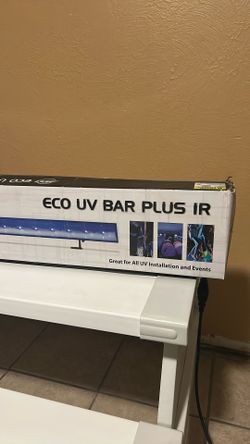 ECO UV BAR PLUS IR
Great for All UV Installation and Events